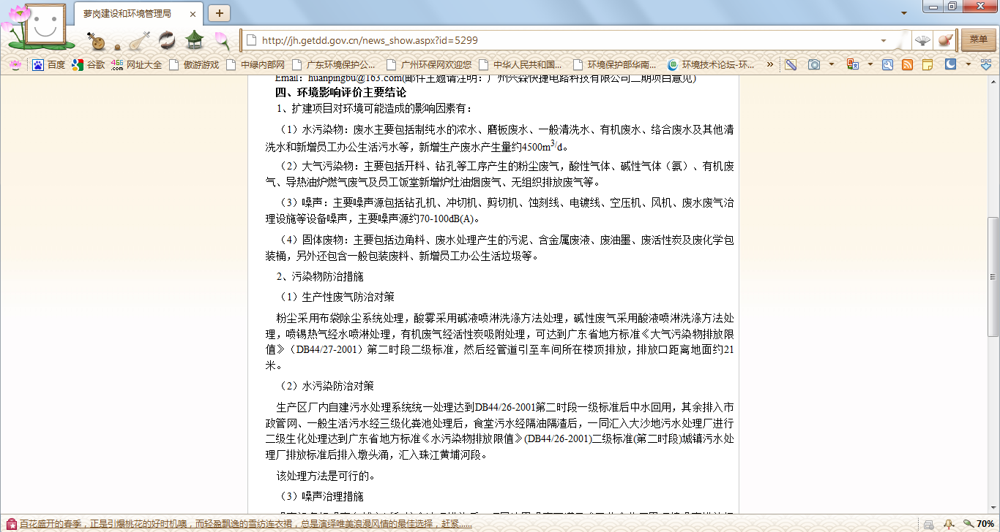 萝岗建设和环境管理局
http://jh.getdd.gov.cn/news_show.aspx?id=5299
菜单
百度 谷歌 网址大全 傲游游戏 中绿内部网 广东环境保护公... 广州环保网欢迎您 中华人民共和国... 环境保护部华南... 环境技术论坛-环...
Email：huanpingbu@163.com(邮件主题请注明：广州兴森快捷电路科技有限公司二期项目意见)
四、环境影响评价主要结论
1、扩建项目对环境可能造成的影响因素有：
（1）水污染物：废水主要包括制纯水的浓水、磨板废水、一般清洗水、有机废水、络合废水及其他清
洗水和新增员工办公生活污水等，新增生产废水产生量约4500m3/d。
（2）大气污染物：主要包括开料、钻孔等工序产生的粉尘废气，酸性气体、碱性气体（氨）、有机废
气、导热油炉燃气废气及员工饭堂新增炉灶油烟废气、无组织排放废气等。
（3）噪声：主要噪声源包括钻孔机、冲切机、剪切机、蚀刻线、电镀线、空压机、风机、废水废气治
理设施等设备噪声，主要噪声源约70-100dB(A)。
（4）固体废物：主要包括边角料、废水处理产生的污泥、含金属废液、废油墨、废活性炭及废化学包
装桶，另外还包含一般包装废料、新增员工办公生活垃圾等。
2、污染物防治措施
（1）生产性废气防治对策
粉尘采用布袋除尘系统处理，酸雾采用碱液喷淋洗涤方法处理，碱性废气采用酸液喷淋洗涤方法处
理，喷锡热气经水喷淋处理，有机废气经活性炭吸附处理，可达到广东省地方标准《大气污染物排放限
值》（DB44/27-2001）第二时段二级标准，然后经管道引至车间所在楼顶排放，排放口距离地面约21
米。
（2）水污染防治对策
生产区厂内自建污水处理系统统一处理达到DB44/26-2001第二时段一级标准后中水回用，其余排入市
政管网、一般生活污水经三级化粪池处理后，食堂污水经隔油隔渣后，一同汇入大沙地污水处理厂进行
二级生化处理达到广东省地方标准《水污染物排放限值》(DB44/26-2001)二级标准(第二时段)城镇污水处
理厂排放标准后排入墩头涌，汇入珠江黄埔河段。
该处理方法是可行的。
（3）噪声治理措施
百花盛开的春季，正是引爆桃花的好时机噢，而轻盈飘逸的雪纺连衣裙，总是演绎唯美浪漫风情的最佳选择，赶紧......
70%